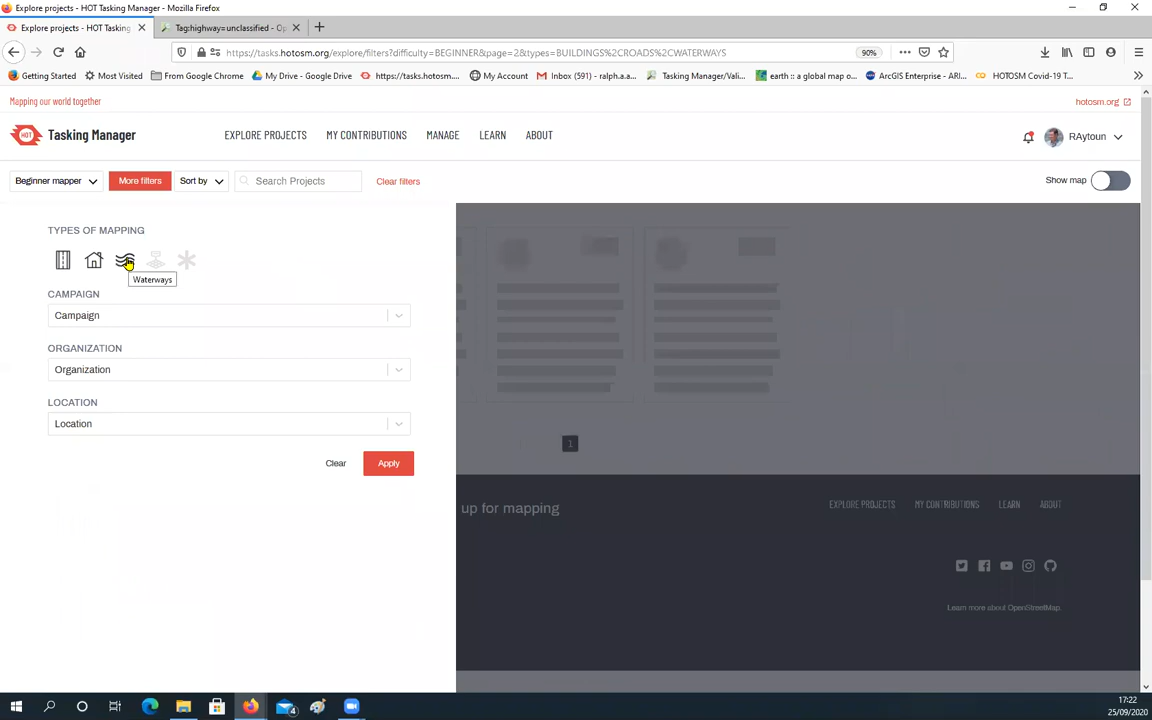 Explore projects - HOT Tasking Manager - Mozilla Firefox
Explore projects - HOT Tasking
Tag:highway=unclassified - Op
https://tasks.hotosm.org/explore/filters?difficulty=BEGINNER&page=2&types=BUILDINGS%2CROADS%2CWATERWAYS
90%
Getting Started
Most Visited
From Google Chrome
My Drive - Google Drive
https://tasks.hotosm....
My Account
Inbox (591) - ralph.a.a...
Tasking Manager/Vali...
earth :: a global map o...
ArcGIS Enterprise - ARI...
HOTOSM Covid-19 T...
Mapping our world together
hotosm.org
HOT
Tasking Manager
EXPLORE PROJECTS
MY CONTRIBUTIONS
MANAGE
LEARN
ABOUT
RAytoun
Beginner mapper
More filters
Sort by
Search Projects
Clear filters
Show map
TYPES OF MAPPING
Waterways
CAMPAIGN
Campaign
ORGANIZATION
Organization
LOCATION
Location
Clear
Apply
1
up for mapping
EXPLORE PROJECTS
MY CONTRIBUTIONS
LEARN
ABOUT
Learn more about OpenStreetMap.
4
17:22
25/09/2020